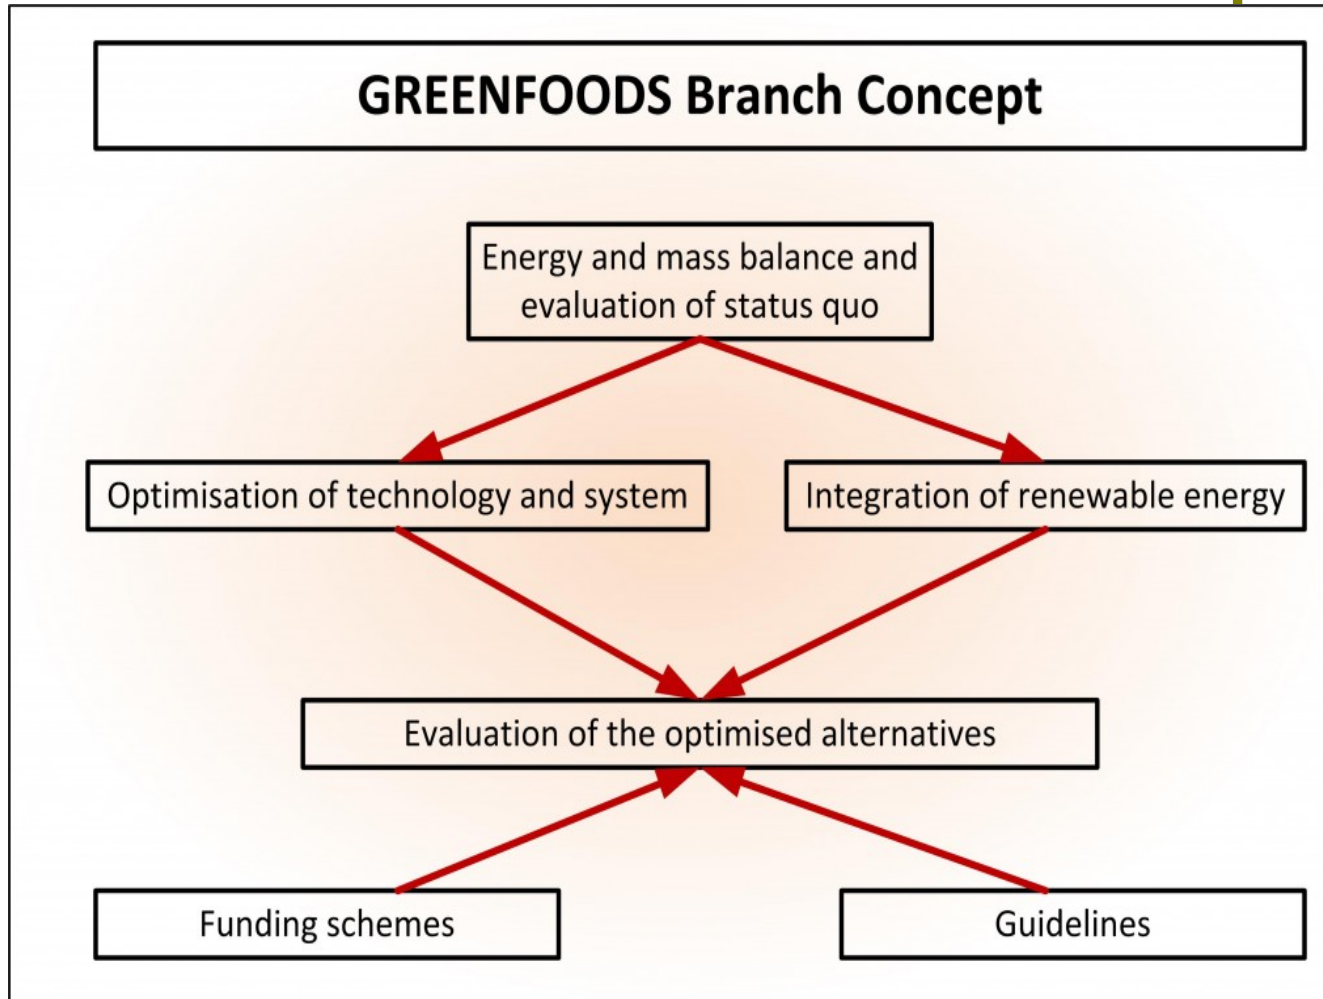 GREENFOODS Branch Concept
Energy and mass balance and
evaluation of status quo
Optimisation of technology and system
Integration of renewable energy
Evaluation of the optimised alternatives
Funding schemes
Guidelines